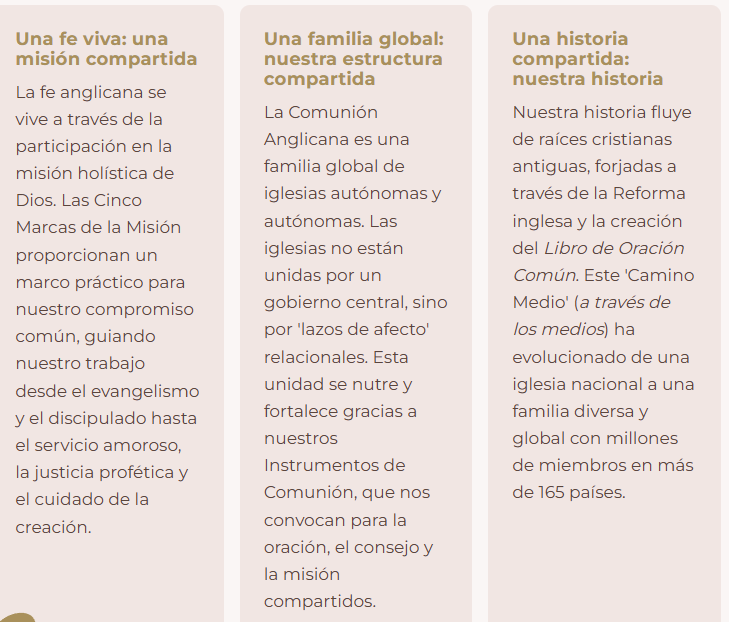 Una fe viva: una
misión compartida
La fe anglicana se
vive a través de la
participación en la
misión holística de
Dios. Las Cinco
Marcas de la Misión
proporcionan un
marco práctico para
nuestro compromiso
común, guiando
nuestro trabajo
desde el evangelismo
y el discipulado hasta
el servicio amoroso,
la justicia profética y
el cuidado de la
creación.
Una familia global:
nuestra estructura
compartida
La Comunión
Anglicana es una
familia global de
iglesias autónomas y
autónomas. Las
iglesias no están
unidas por un
gobierno central, sino
por 'lazos de afecto'
relacionales. Esta
unidad se nutre y
fortalece gracias a
nuestros
Instrumentos de
Comunión, que nos
convocan para la
oración, el consejo y
la misión
compartidos.
Una historia
compartida:
nuestra historia
Nuestra historia fluye
de raíces cristianas
antiguas, forjadas a
través de la Reforma
inglesa y la creación
del Libro de Oración
Común. Este 'Camino
Medio' (a través de
los medios) ha
evolucionado de una
iglesia nacional a una
familia diversa y
global con millones
de miembros en más
de 165 países.